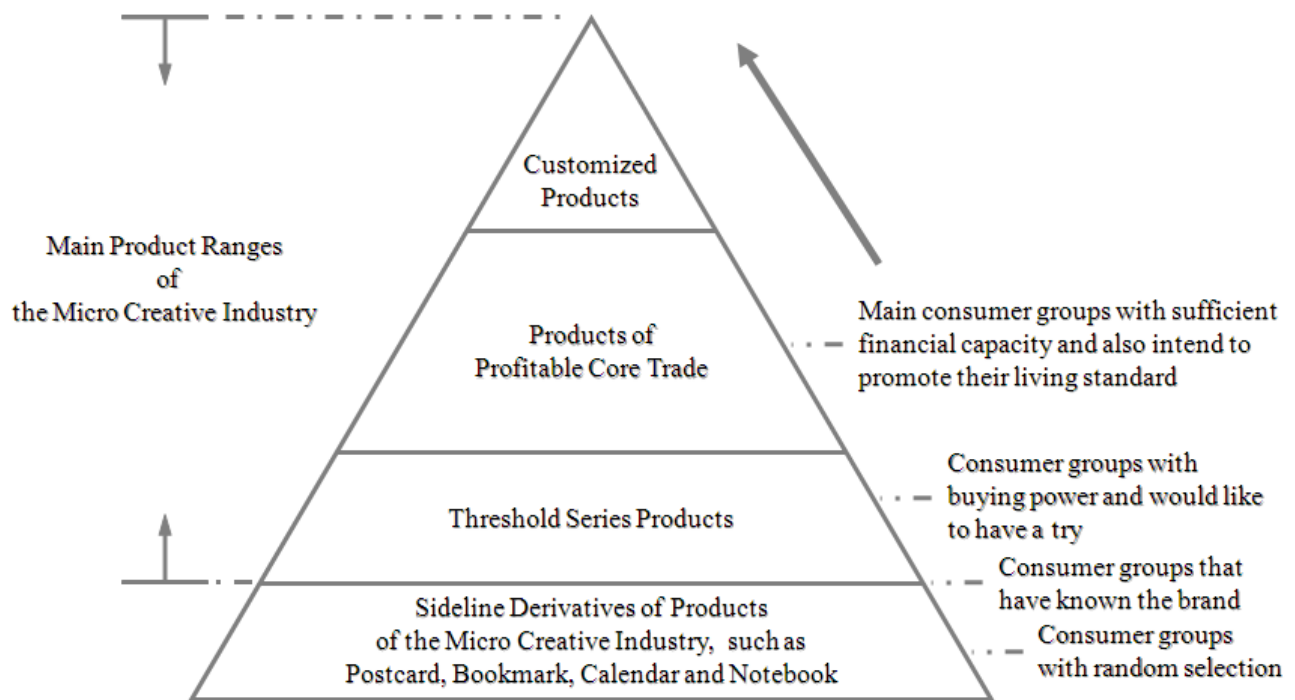 Customized
Products
Main Product Ranges
of
the Micro Creative Industry
Products of
Profitable Core Trade
Main consumer groups with sufficient
financial capacity and also intend to
promote their living standard
Threshold Series Products
Consumer groups with
buying power and would like
to have a try
Consumer groups that
have known the brand
Sideline Derivatives of Products
of the Micro Creative Industry, such as
Postcard, Bookmark, Calendar and Notebook
Consumer groups
with random selection